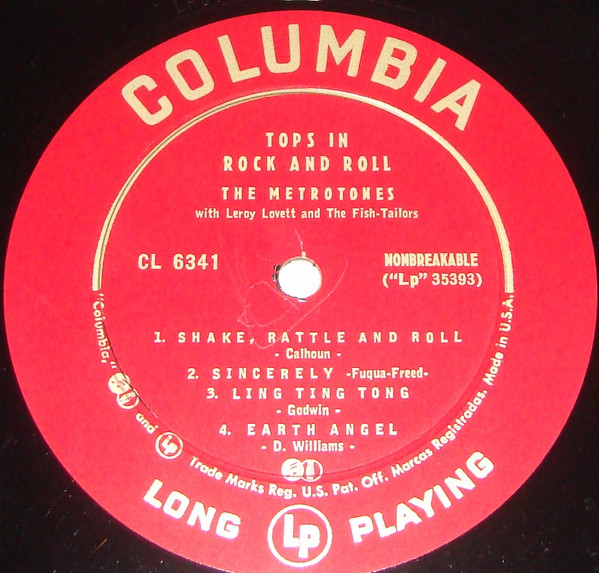 COLUMBIA
TOPS IN
ROCK AND ROLL
THE METROTONES
with Leroy Lovett and The Fish-Tailors
CL 6341
NONBREAKABLE
("Lp" 35393)
1. SHAKE, RATTLE AND ROLL
- Calhoun -
2. SINCERELY -Fuqua-Freed-
3. LING TING TONG
- Godwin -
4. EARTH ANGEL
- D. Williams -
"Columbia," and Lp Trade Marks Reg. U.S. Pat. Off. Marcas Registradas. Made in U.S.A.
LONG Lp PLAYING